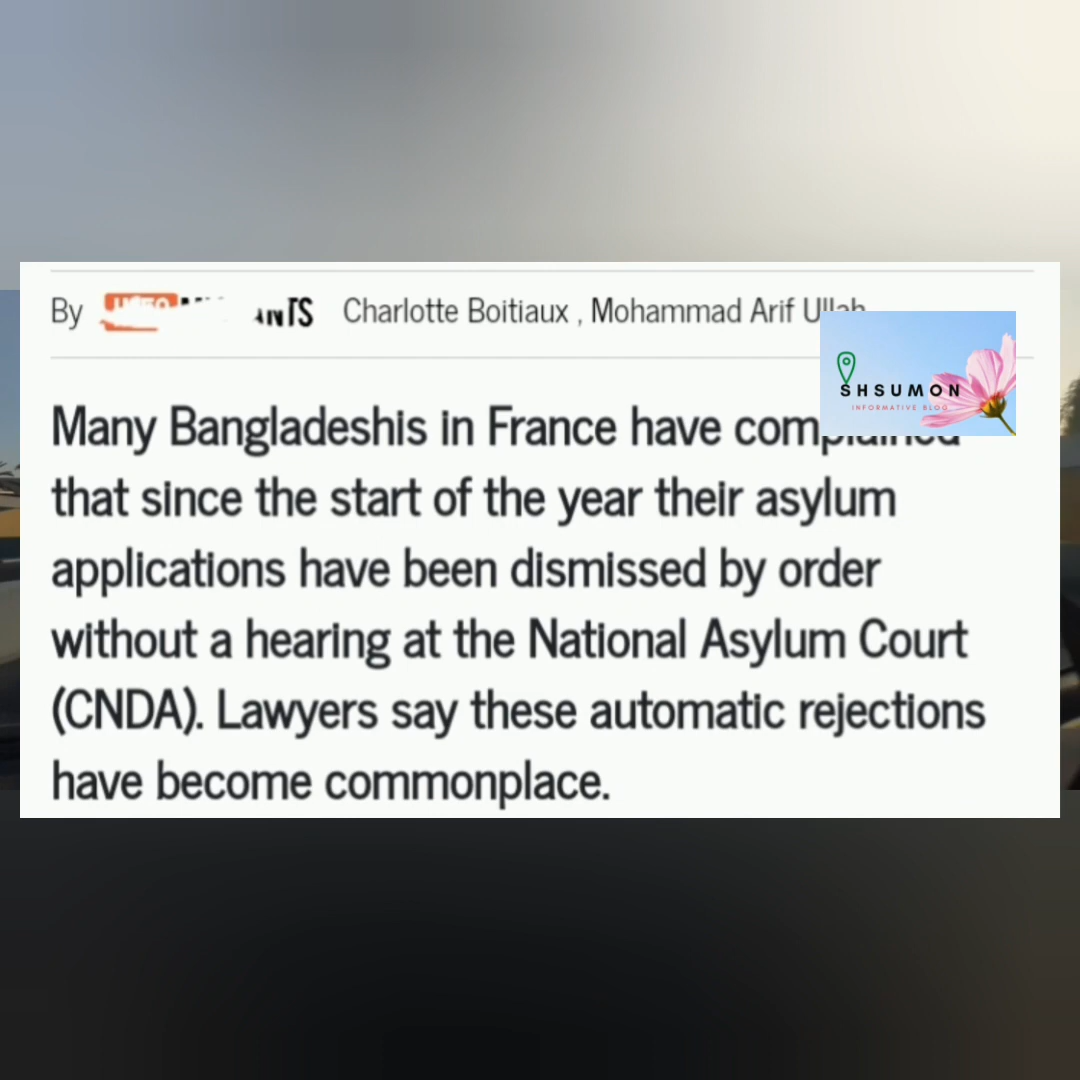 By Charlotte Boitiaux , Mohammad Arif
SHSUMON
INFORMATIVE BLOG
Many Bangladeshis in France have complained
that since the start of the year their asylum
applications have been dismissed by order
without a hearing at the National Asylum Court
(CNDA). Lawyers say these automatic rejections
have become commonplace.